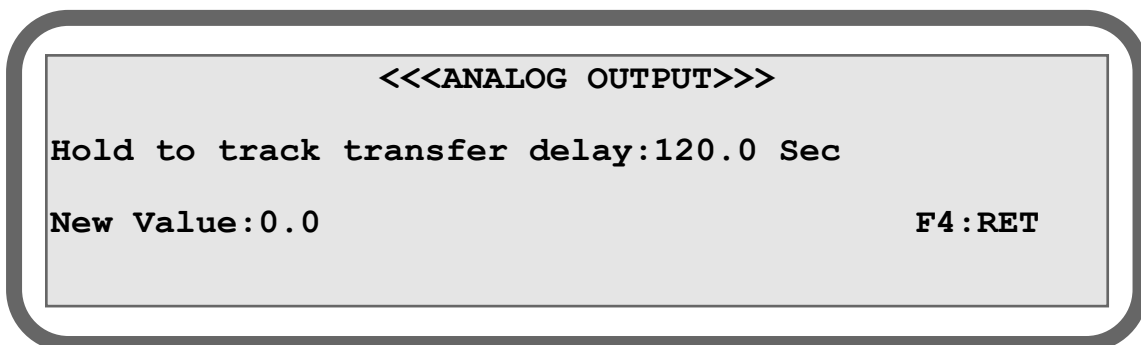 <<<ANALOG OUTPUT>>>
Hold to track transfer delay:120.0 Sec
New Value:0.0 F4:RET